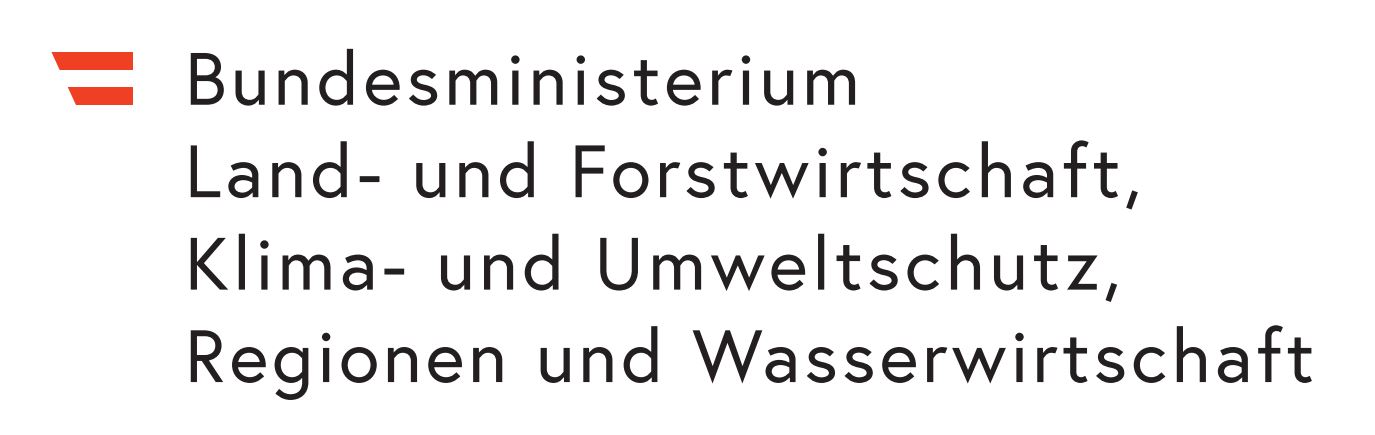 Bundesministerium
Land- und Forstwirtschaft,
Klima- und Umweltschutz,
Regionen und Wasserwirtschaft